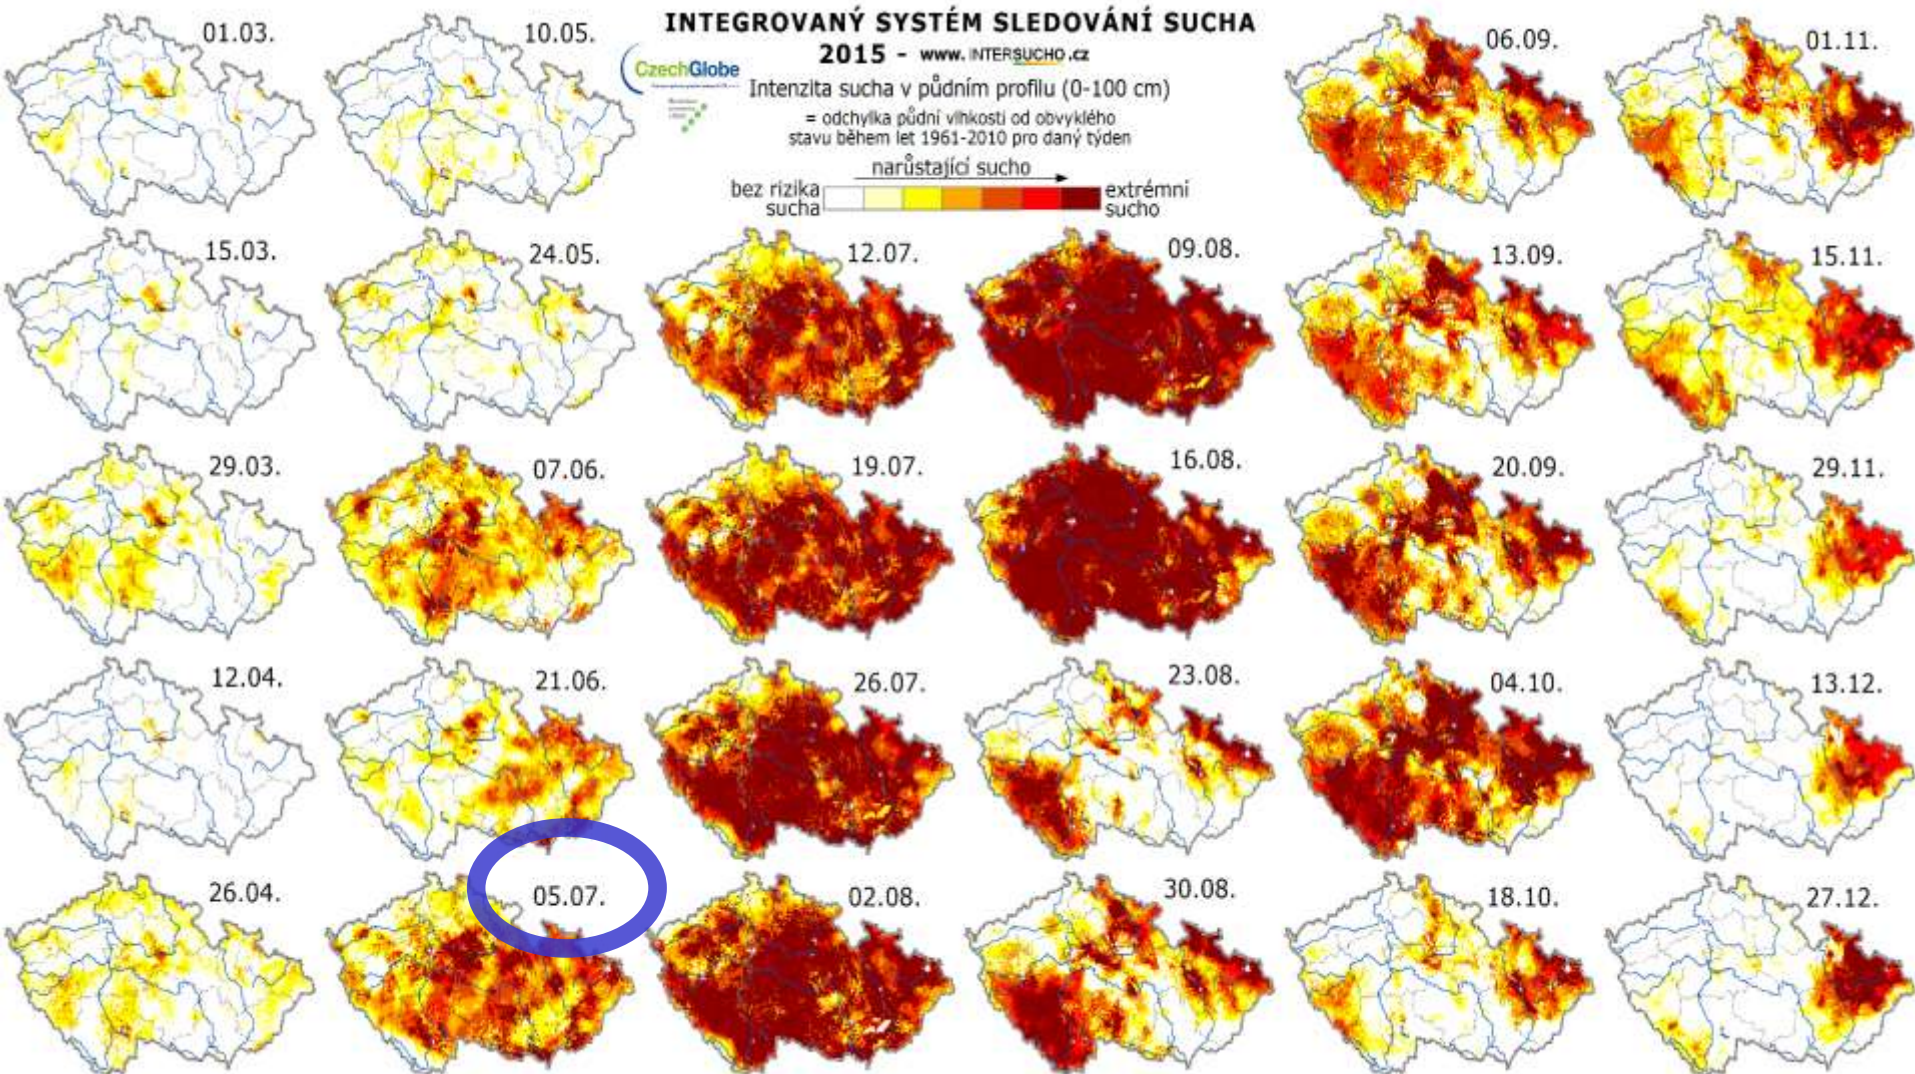 INTEGROVANÝ SYSTÉM SLEDOVÁNÍ SUCHA
2015 - www. INTERSUCHO.cz
CzechGlobe
Intenzita sucha v půdním profilu (0-100 cm)
= odchylka půdní vlhkosti od obvyklého
stavu během let 1961-2010 pro daný týden
narůstající sucho
bez rizika
sucha
extrémní
sucho
01.03.
10.05.
06.09.
01.11.
15.03.
24.05.
12.07.
09.08.
13.09.
15.11.
29.03.
07.06.
19.07.
16.08.
20.09.
29.11.
12.04.
21.06.
26.07.
23.08.
04.10.
13.12.
26.04.
05.07.
02.08.
30.08.
18.10.
27.12.